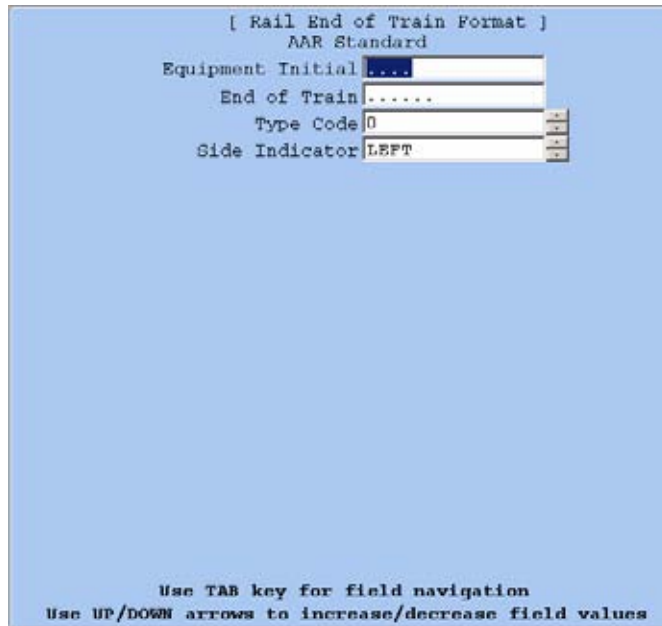 [ Rail End of Train Format ]
AAR Standard
Equipment Initial ....
End of Train ......
Type Code 0
Side Indicator LEFT
Use TAB key for field navigation
Use UP/DOWN arrows to increase/decrease field values